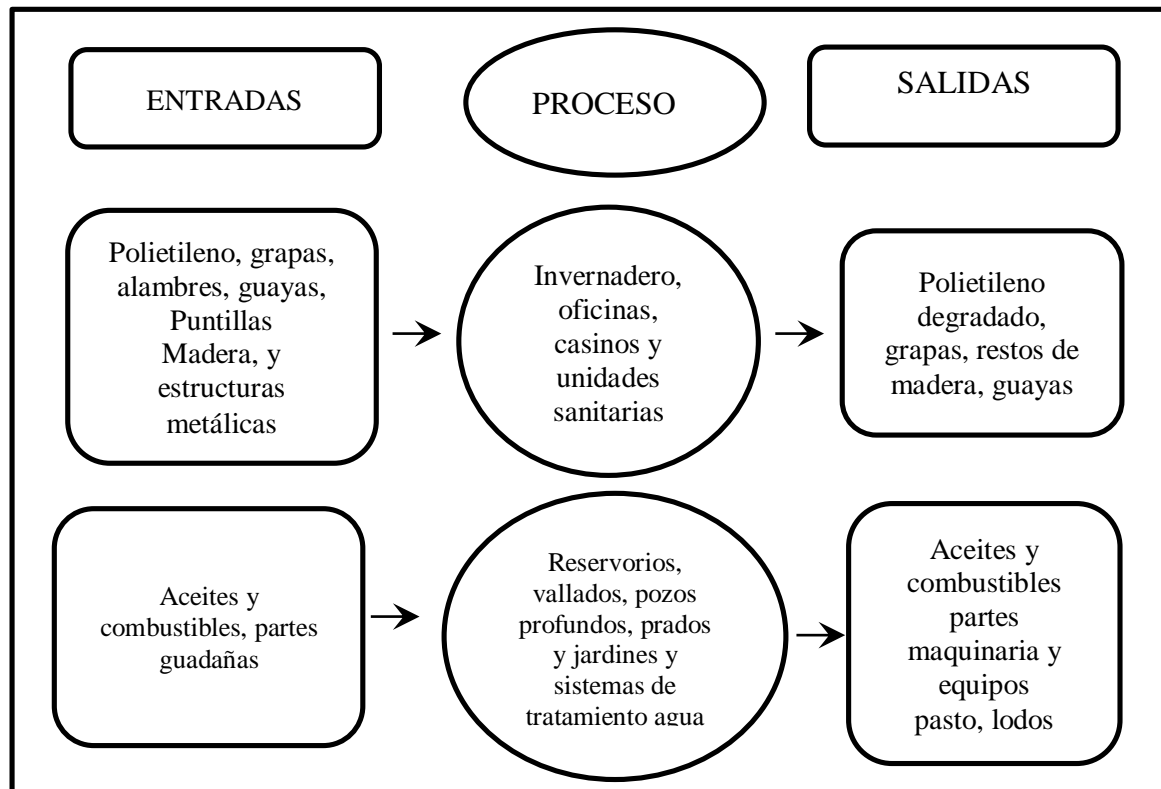 ENTRADAS
PROCESO
SALIDAS
Polietileno, grapas,
alambres, guayas,
Puntillas
Madera, y
estructuras
metálicas
Invernadero,
oficinas,
casinos y
unidades
sanitarias
Polietileno
degradado,
grapas, restos de
madera, guayas
Aceites y
combustibles, partes
guadañas
Reservorios,
vallados, pozos
profundos, prados
y jardines y
sistemas de
tratamiento agua
Aceites y
combustibles
partes
maquinaria y
equipos
pasto, lodos